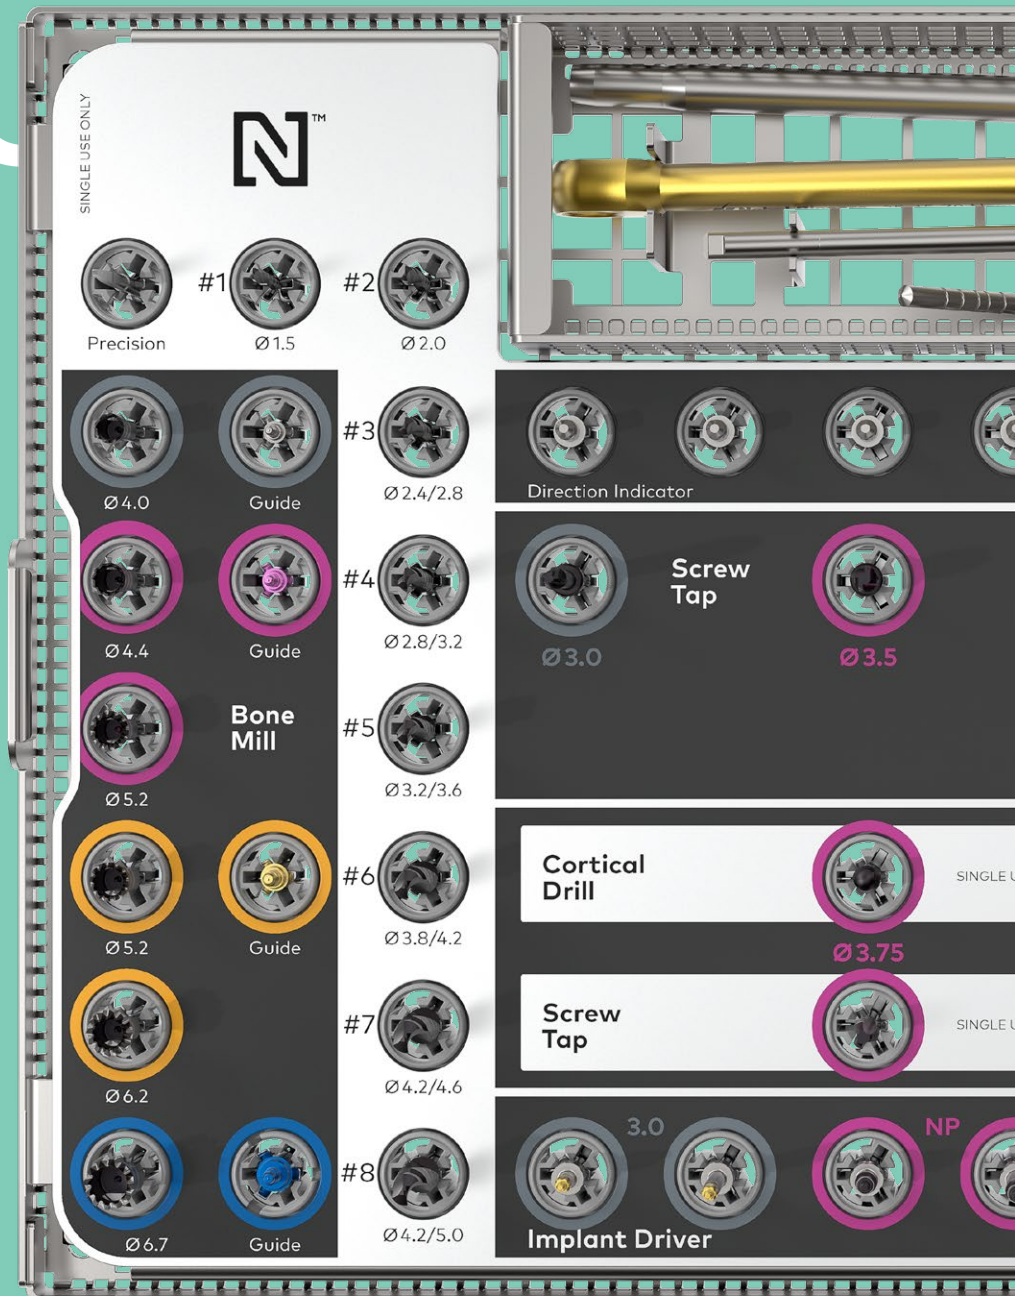 SINGLE USE ONLY
N™
#1
#2
Precision
Ø1.5
Ø2.0
#3
Ø4.0
Guide
Ø2.4/2.8
Direction Indicator
#4
Screw
Tap
Ø4.4
Guide
Ø2.8/3.2
Ø3.0
Ø3.5
Bone
Mill
#5
Ø5.2
Ø3.2/3.6
#6
Cortical
Drill
SINGLE U
Ø5.2
Guide
Ø3.8/4.2
Ø3.75
#7
Screw
Tap
SINGLE U
Ø6.2
Ø4.2/4.6
#8
3.0
NP
Ø6.7
Guide
Ø4.2/5.0
Implant Driver